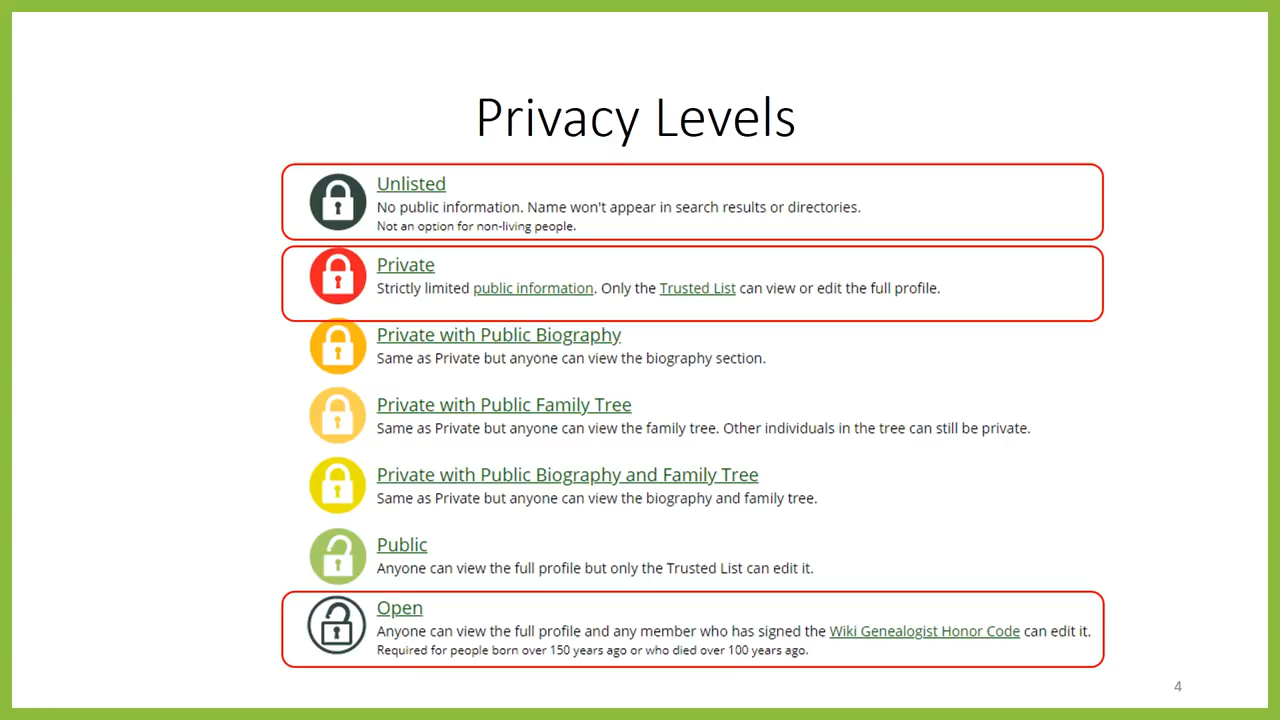 Privacy Levels
Unlisted
No public information. Name won't appear in search results or directories.
Not an option for non-living people.
Private
Strictly limited public information. Only the Trusted List can view or edit the full profile.
Private with Public Biography
Same as Private but anyone can view the biography section.
Private with Public Family Tree
Same as Private but anyone can view the family tree. Other individuals in the tree can still be private.
Private with Public Biography and Family Tree
Same as Private but anyone can view the biography and family tree.
Public
Anyone can view the full profile but only the Trusted List can edit it.
Open
Anyone can view the full profile and any member who has signed the Wiki Genealogist Honor Code can edit it.
Required for people born over 150 years ago or who died over 100 years ago.
4